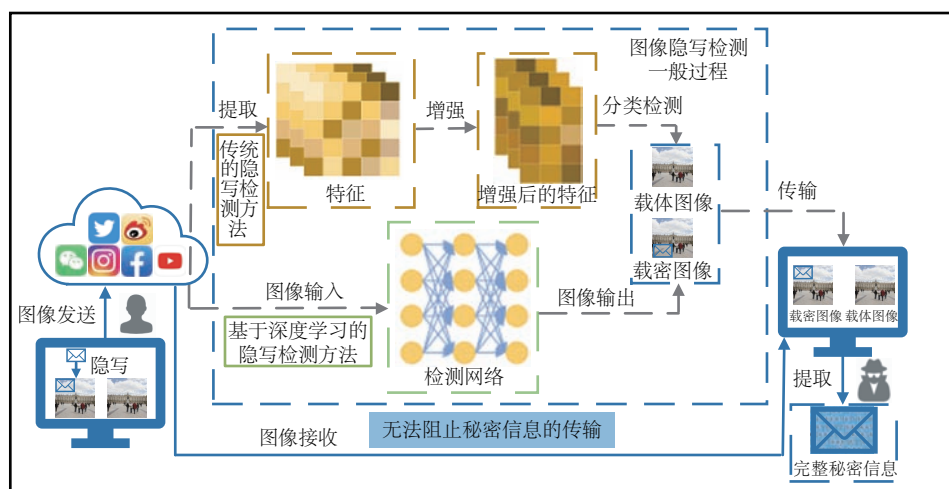 图像隐写检测
一般过程
提取
增强
分类检测
传统
的隐
写检
测方
法
特征
增强后的特征
载体图像
载密图像
传输
图像输入
图像输出
基于深度学习的
隐写检测方法
检测网络
图像发送
隐写
载密图像
载体图像
提取
图像接收
无法阻止秘密信息的传输
完整秘密信息